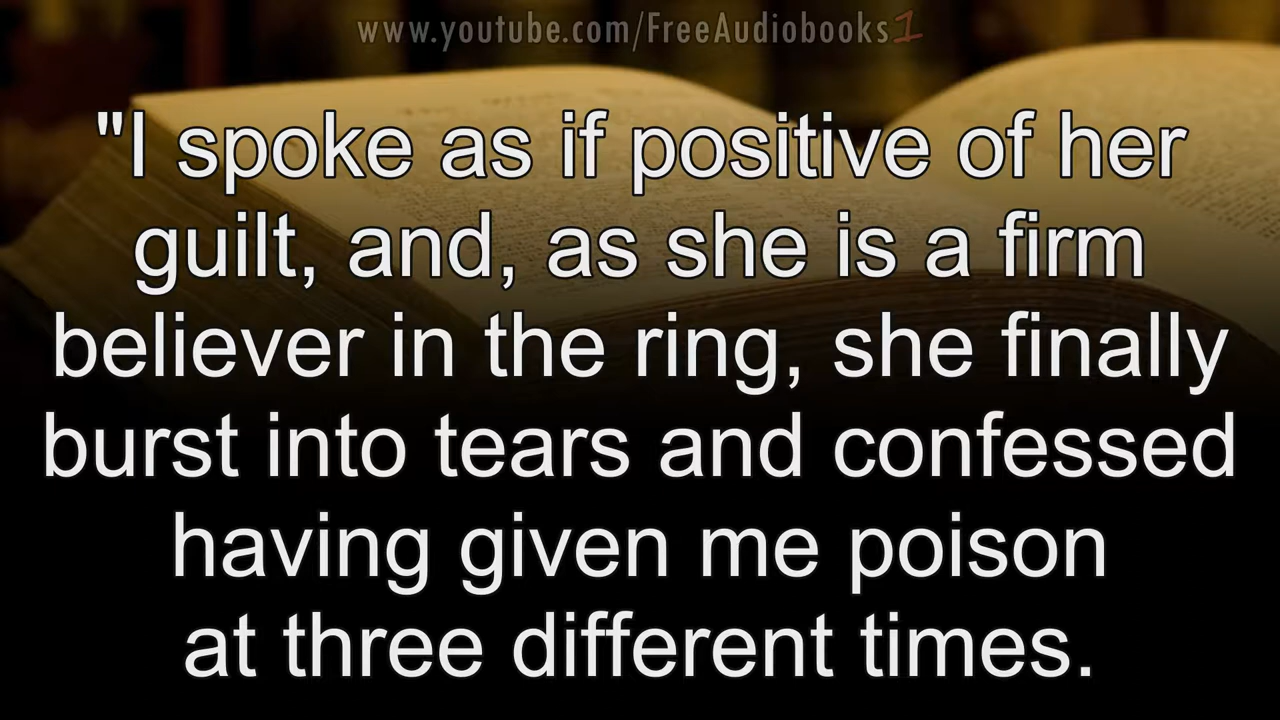 www.youtube.com/FreeAudiobooks1
"I spoke as if positive of her
guilt, and, as she is a firm
believer in the ring, she finally
burst into tears and confessed
having given me poison
at three different times.